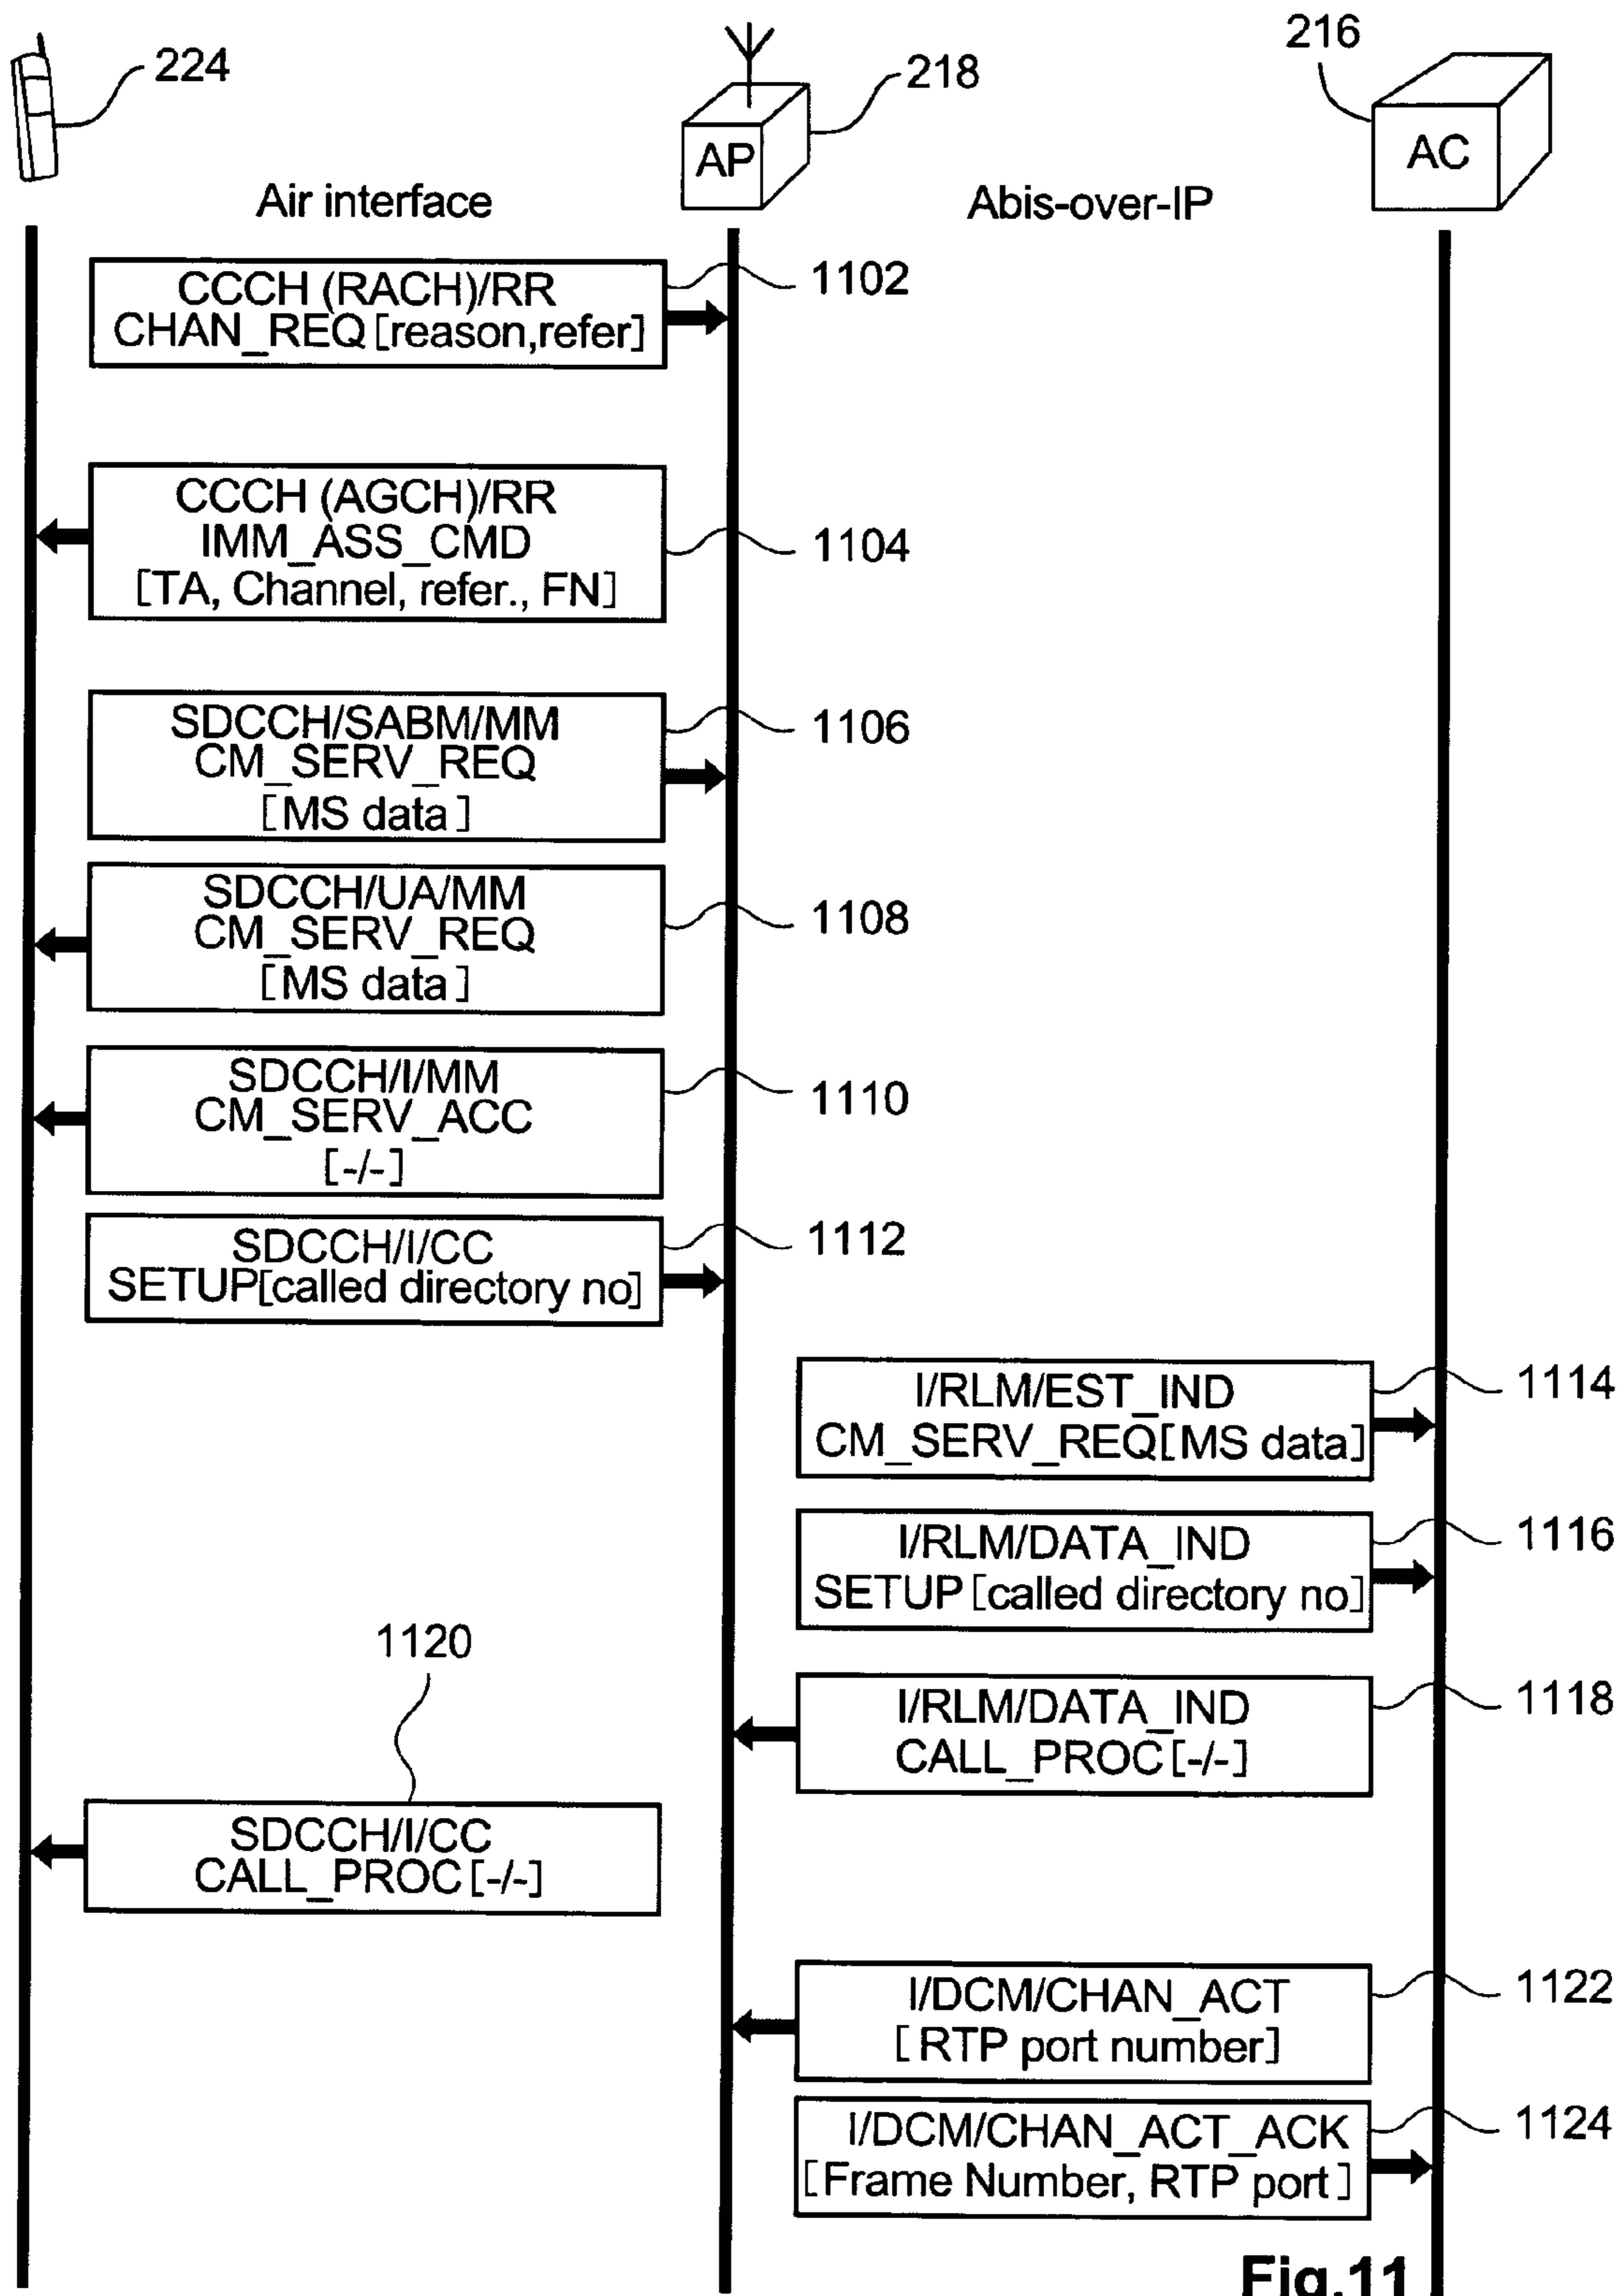 224
218
216
AP
AC
Air interface
Abis-over-IP
CCCH (RACH)/RR
CHAN_REQ [reason,refer]
1102
CCCH (AGCH)/RR
IMM_ASS_CMD
[TA, Channel, refer., FN]
1104
SDCCH/SABM/MM
CM_SERV_REQ
[MS data]
1106
SDCCH/UA/MM
CM_SERV_REQ
[MS data]
1108
SDCCH/I/MM
CM_SERV_ACC
[-/-]
1110
SDCCH/I/CC
SETUP[called directory no]
1112
I/RLM/EST_IND
CM_SERV_REQ[MS data]
1114
I/RLM/DATA_IND
SETUP [called directory no]
1116
I/RLM/DATA_IND
CALL_PROC [-/-]
1118
1120
SDCCH/I/CC
CALL_PROC [-/-]
I/DCM/CHAN_ACT
[RTP port number]
1122
I/DCM/CHAN_ACT_ACK
[Frame Number, RTP port]
1124
Fig.11